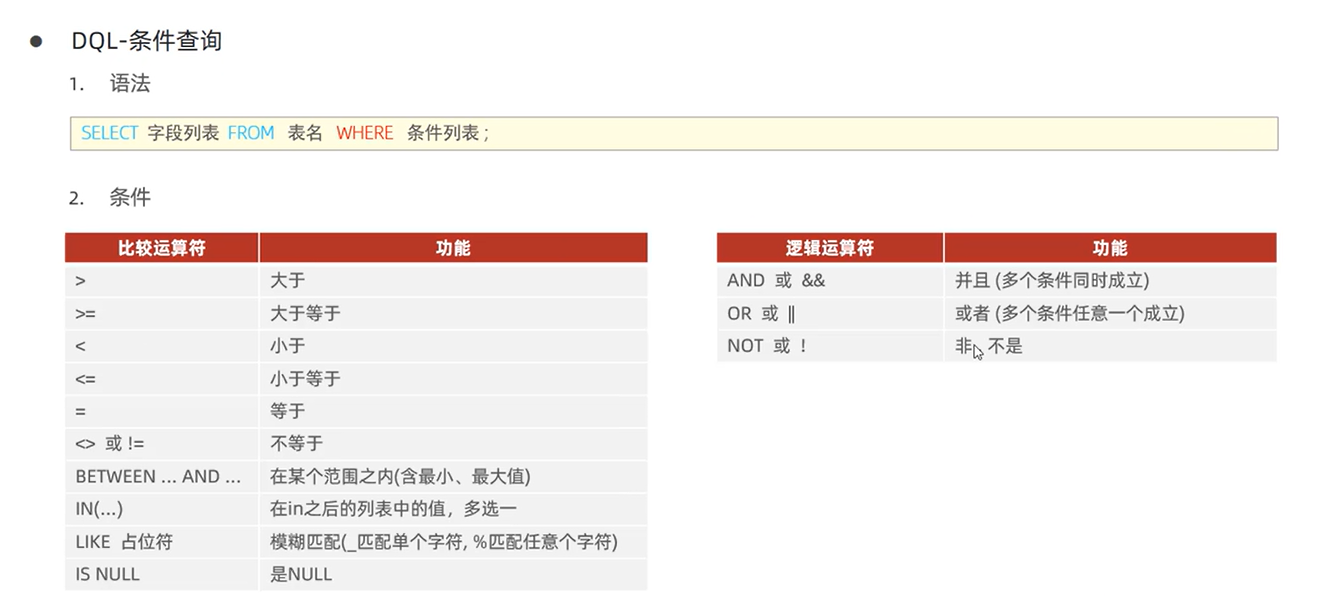 DQL-条件查询
1. 语法
SELECT 字段列表 FROM 表名 WHERE 条件列表 ;
2. 条件
比较运算符 功能
> 大于
>= 大于等于
< 小于
<= 小于等于
= 等于
<> 或 != 不等于
BETWEEN ... AND ... 在某个范围之内(含最小、最大值)
IN(...) 在in之后的列表中的值，多选一
LIKE 占位符 模糊匹配(_匹配单个字符, %匹配任意个字符)
IS NULL 是NULL
逻辑运算符 功能
AND 或 && 并且 (多个条件同时成立)
OR 或 || 或者 (多个条件任意一个成立)
NOT 或 ! 非，不是